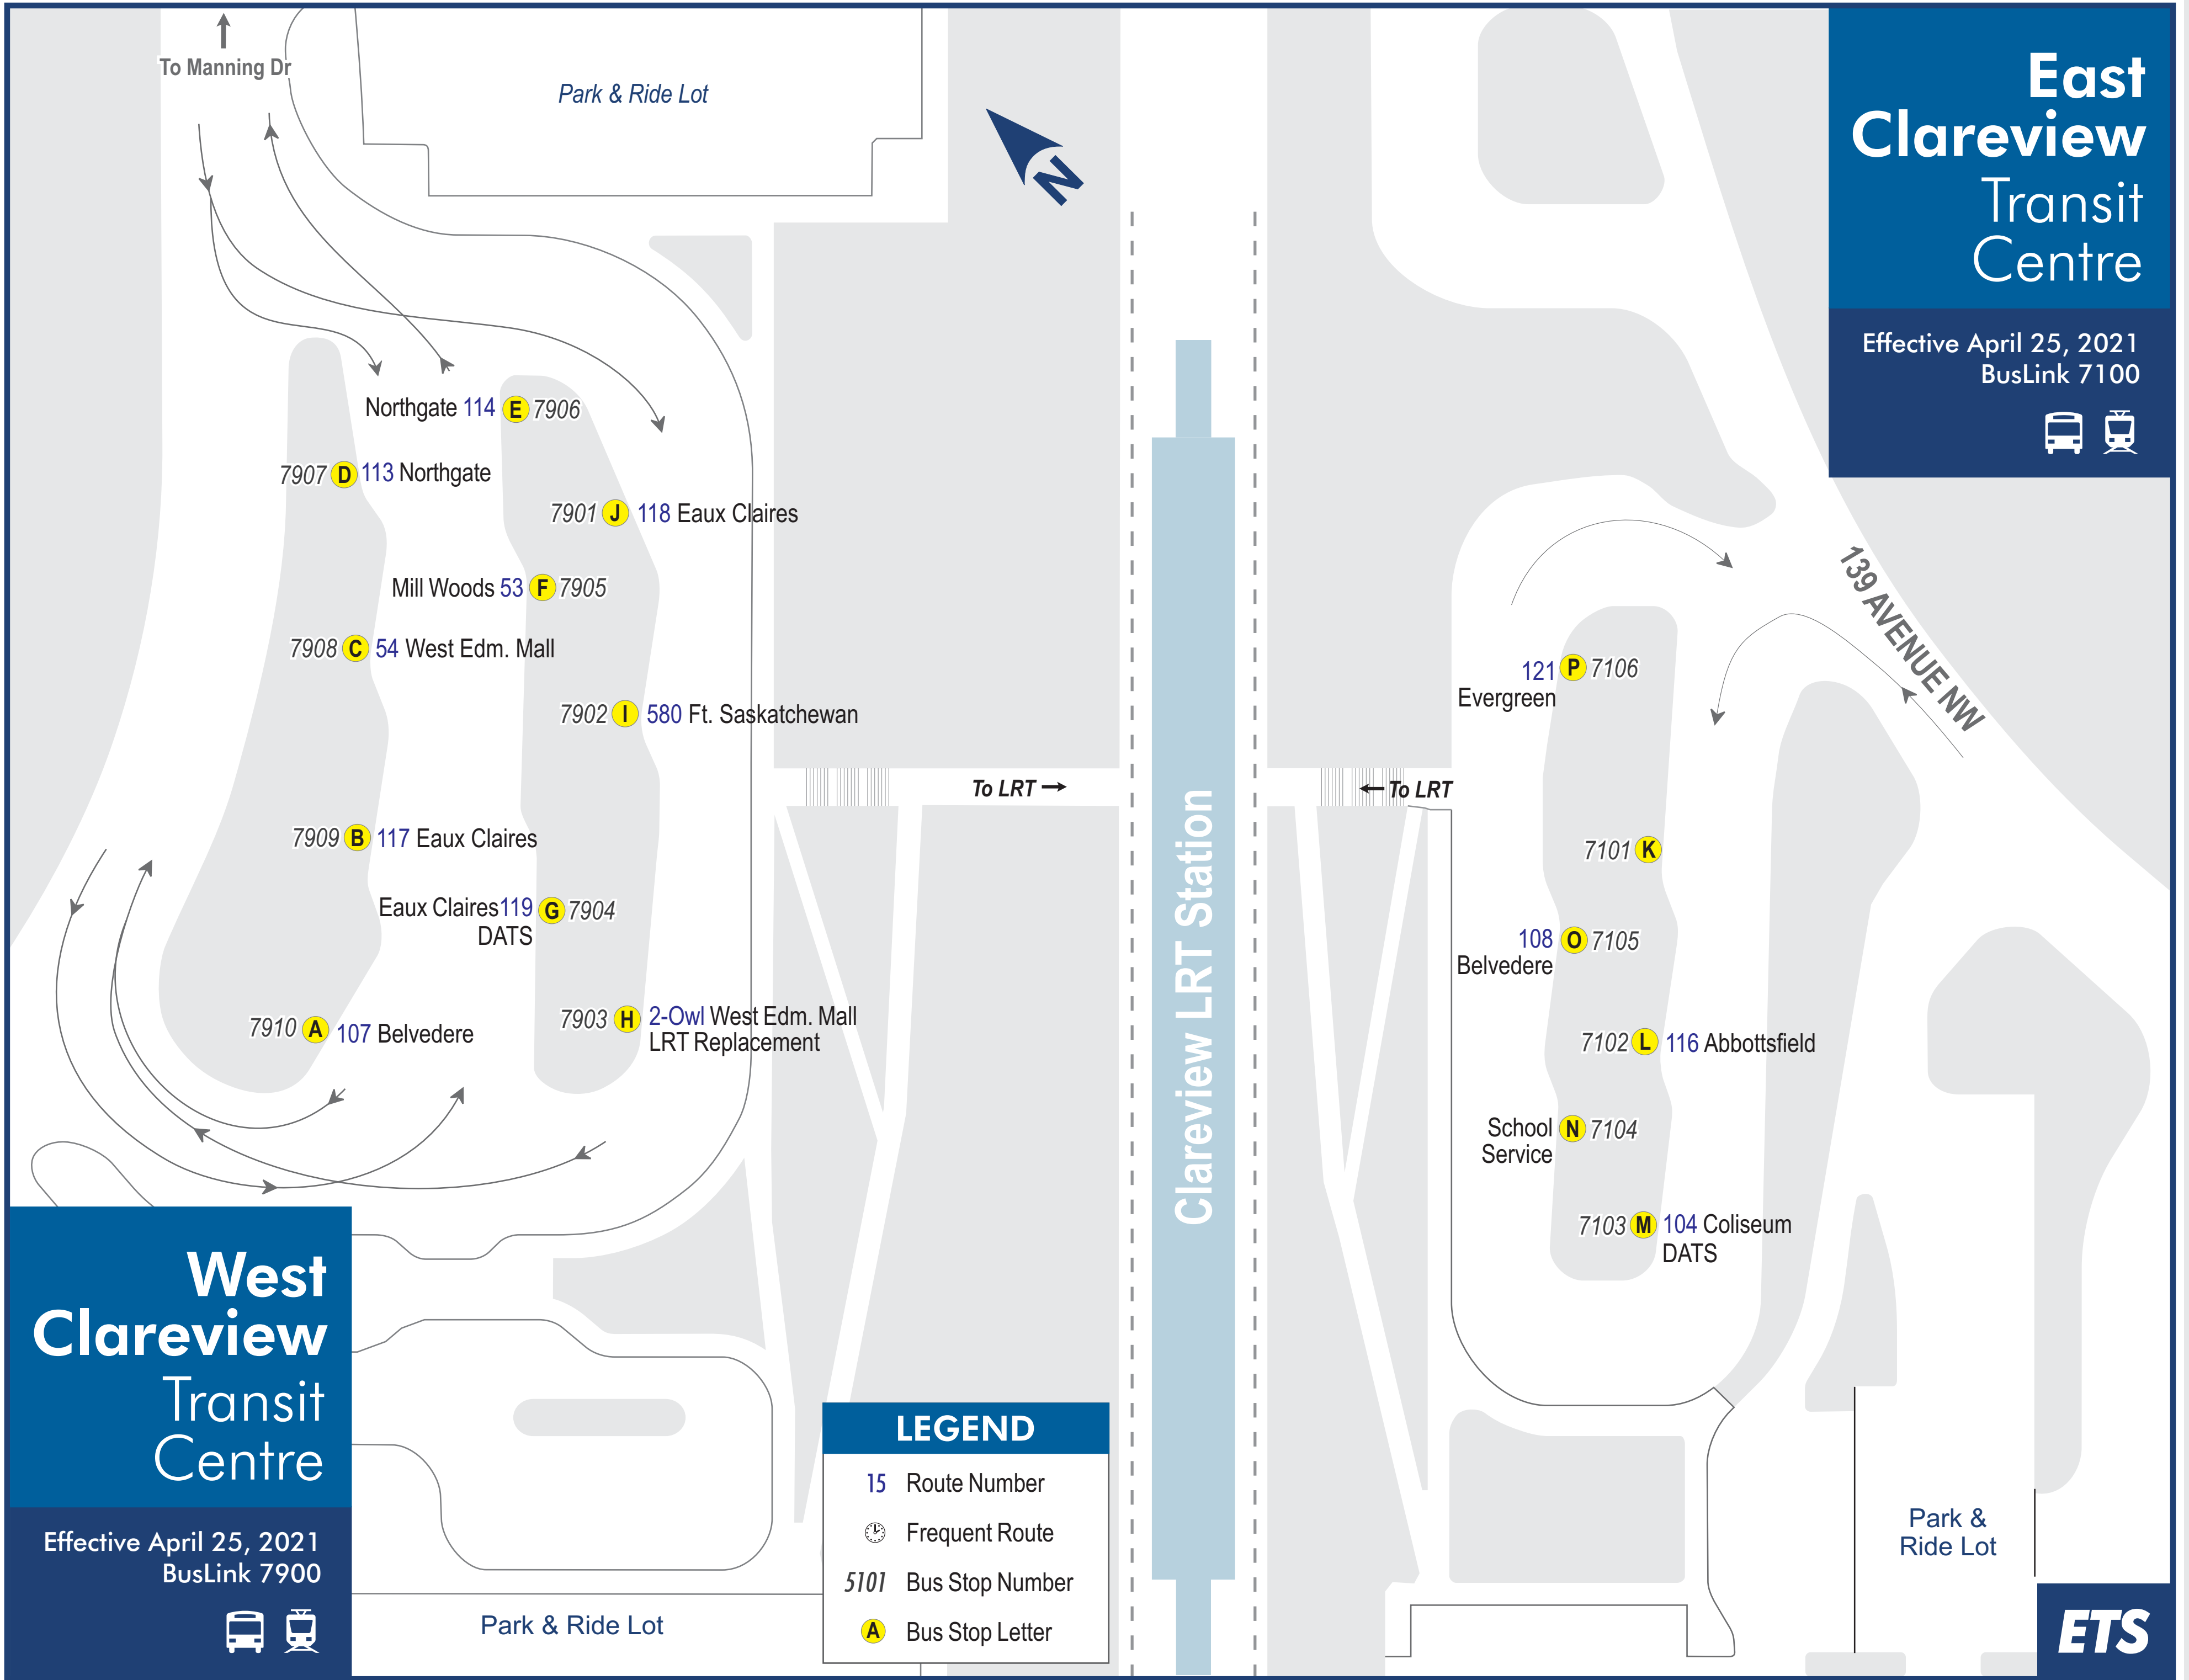 To Manning Dr
Park & Ride Lot
N
East
Clareview
Transit
Centre
Effective April 25, 2021
BusLink 7100
Northgate 114 E 7906
7907 D 113 Northgate
7901 J 118 Eaux Claires
Mill Woods 53 F 7905
7908 C 54 West Edm. Mall
7902 I 580 Ft. Saskatchewan
To LRT
7909 B 117 Eaux Claires
Eaux Claires119 G 7904
DATS
7910 A 107 Belvedere
7903 H 2-Owl West Edm. Mall
LRT Replacement
Clareview LRT Station
139 AVENUE NW
121 P 7106
Evergreen
To LRT
7101 K
108 O 7105
Belvedere
7102 L 116 Abbottsfield
School N 7104
Service
7103 M 104 Coliseum
DATS
West
Clareview
Transit
Centre
Effective April 25, 2021
BusLink 7900
Park & Ride Lot
LEGEND
15 Route Number
Frequent Route
5101 Bus Stop Number
A Bus Stop Letter
Park &
Ride Lot
ETS